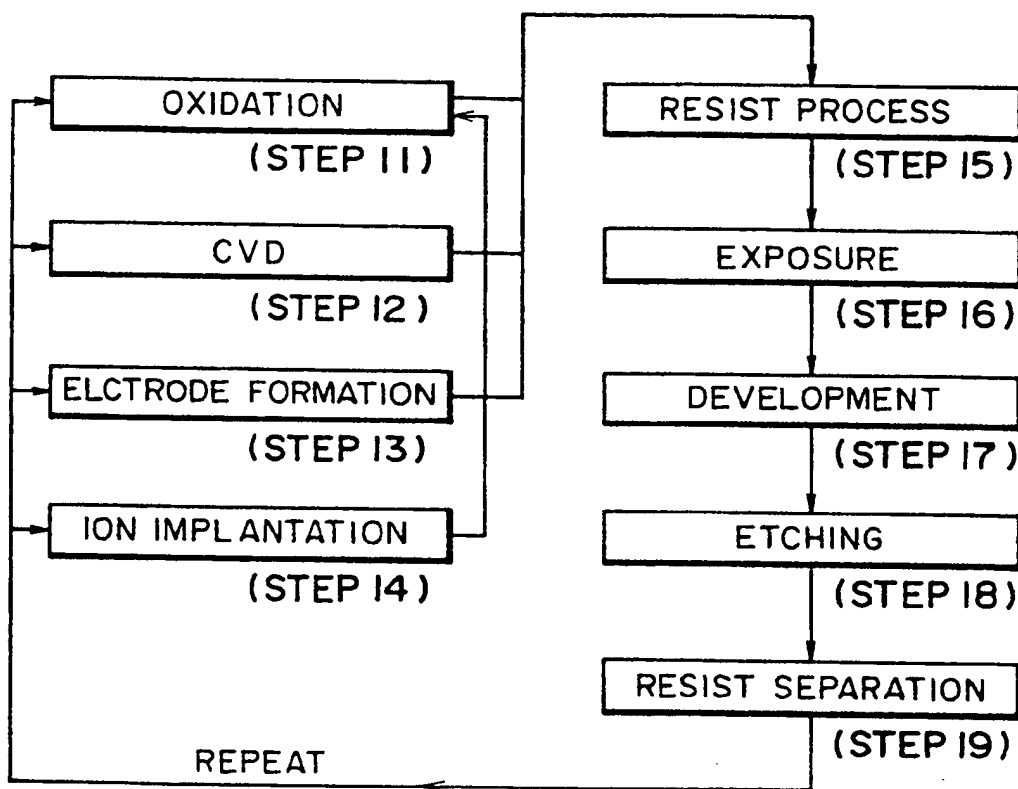 OXIDATION
(STEP 11)
CVD
(STEP 12)
ELCTRODE FORMATION
(STEP 13)
ION IMPLANTATION
(STEP 14)
RESIST PROCESS
(STEP 15)
EXPOSURE
(STEP 16)
DEVELOPMENT
(STEP 17)
ETCHING
(STEP 18)
RESIST SEPARATION
(STEP 19)
REPEAT